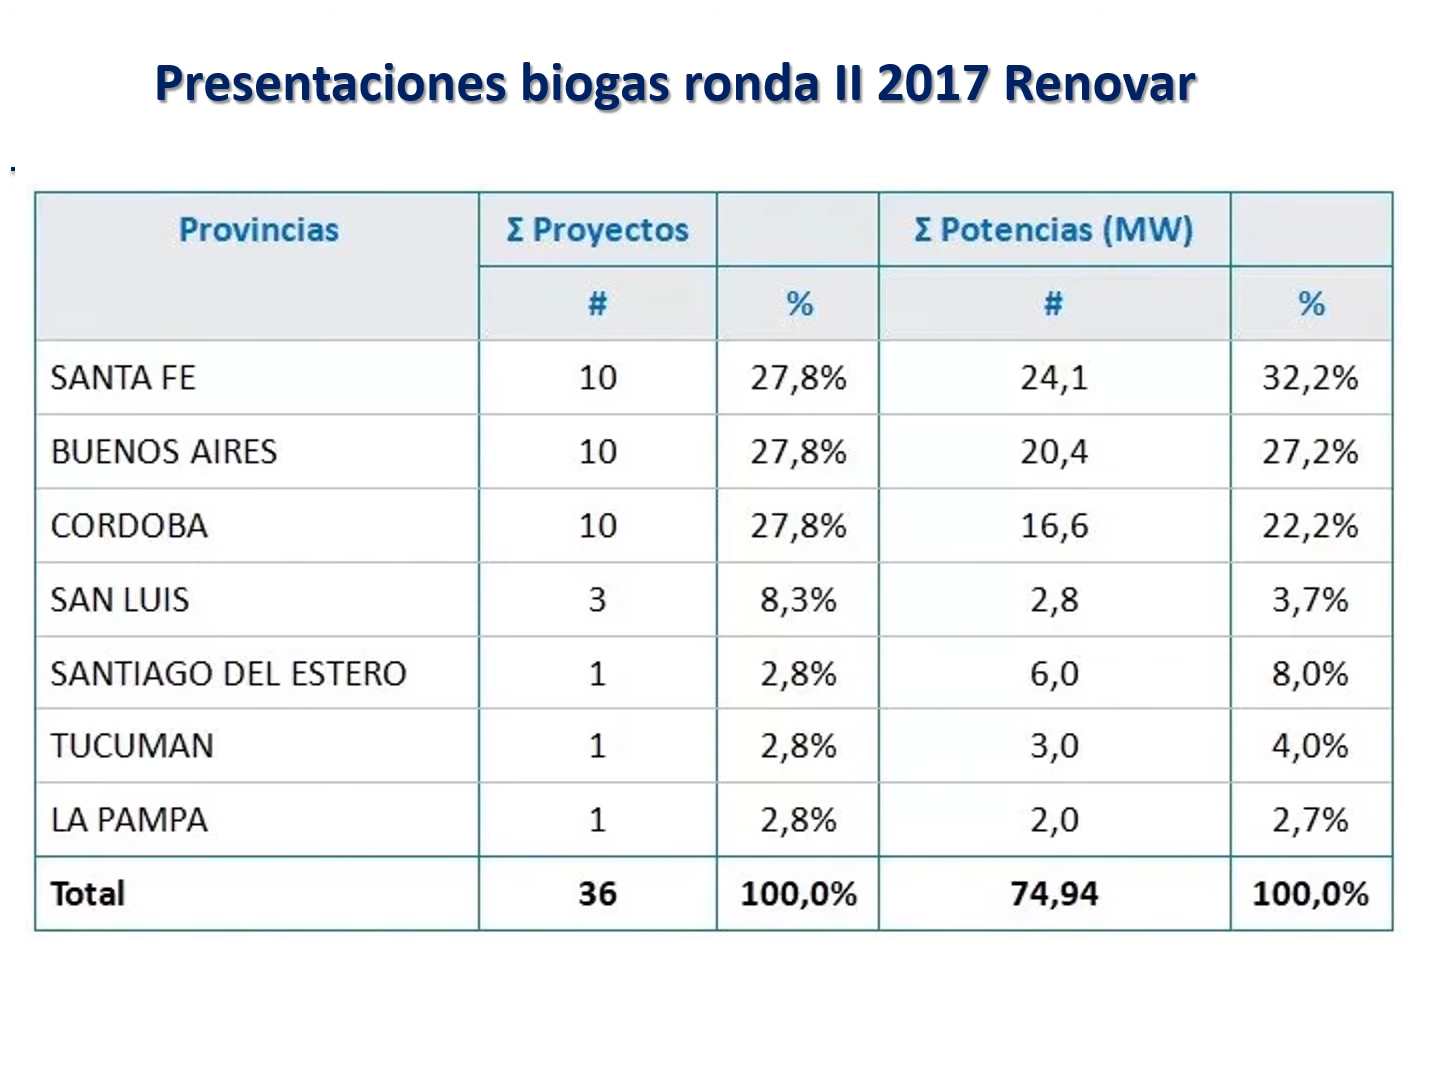 Presentaciones biogas ronda II 2017 Renovar
.
Provincias Σ Proyectos Σ Potencias (MW)
# % # %
SANTA FE 10 27,8% 24,1 32,2%
BUENOS AIRES 10 27,8% 20,4 27,2%
CORDOBA 10 27,8% 16,6 22,2%
SAN LUIS 3 8,3% 2,8 3,7%
SANTIAGO DEL ESTERO 1 2,8% 6,0 8,0%
TUCUMAN 1 2,8% 3,0 4,0%
LA PAMPA 1 2,8% 2,0 2,7%
Total 36 100,0% 74,94 100,0%